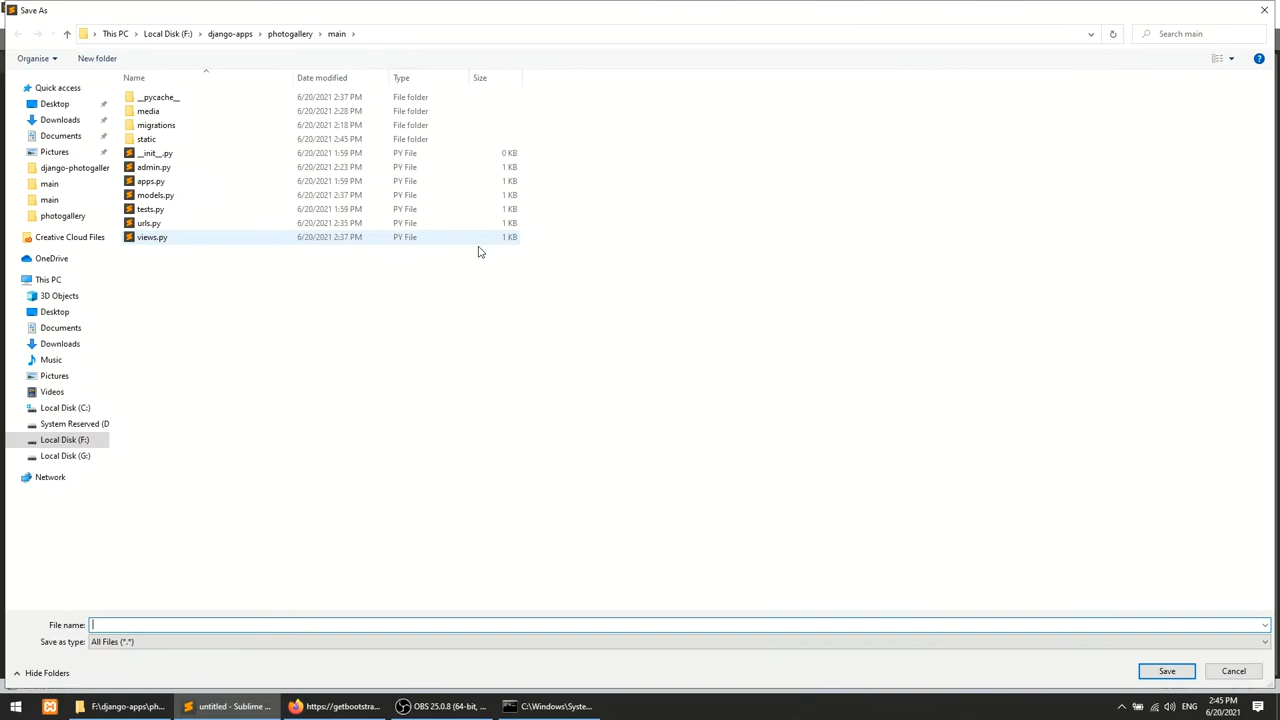 Save As
This PC › Local Disk (F:) › django-apps › photogallery › main ›
Search main
Organise
New folder
Name
Date modified
Type
Size
Quick access
Desktop
Downloads
Documents
Pictures
django-photogaller
main
main
photogallery
Creative Cloud Files
OneDrive
This PC
3D Objects
Desktop
Documents
Downloads
Music
Pictures
Videos
Local Disk (C:)
System Reserved (D
Local Disk (F:)
Local Disk (G:)
Network
__pycache__ 6/20/2021 2:37 PM File folder
media 6/20/2021 2:28 PM File folder
migrations 6/20/2021 2:18 PM File folder
static 6/20/2021 2:45 PM File folder
__init__.py 6/20/2021 1:59 PM PY File 0 KB
admin.py 6/20/2021 2:23 PM PY File 1 KB
apps.py 6/20/2021 1:59 PM PY File 1 KB
models.py 6/20/2021 2:37 PM PY File 1 KB
tests.py 6/20/2021 1:59 PM PY File 1 KB
urls.py 6/20/2021 2:35 PM PY File 1 KB
views.py 6/20/2021 2:37 PM PY File 1 KB
File name:
Save as type: All Files (*.*)
Hide Folders
Save
Cancel
F:\django-apps\ph...
untitled - Sublime ...
https://getbootstra...
OBS 25.0.8 (64-bit, ...
C:\Windows\Syste...
ENG
2:45 PM
6/20/2021